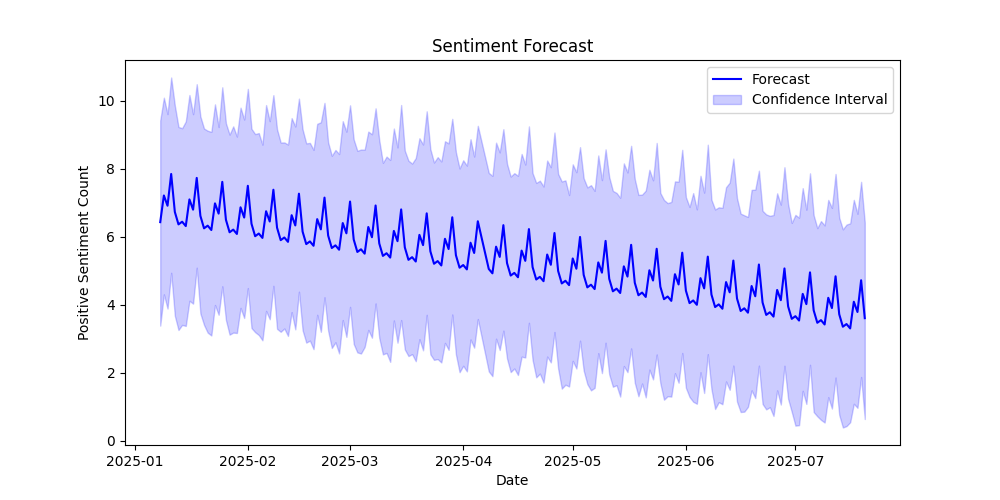 Sentiment Forecast
Forecast
Confidence Interval
Positive Sentiment Count
10
8
6
4
2
0
2025-01
2025-02
2025-03
2025-04
2025-05
2025-06
2025-07
Date